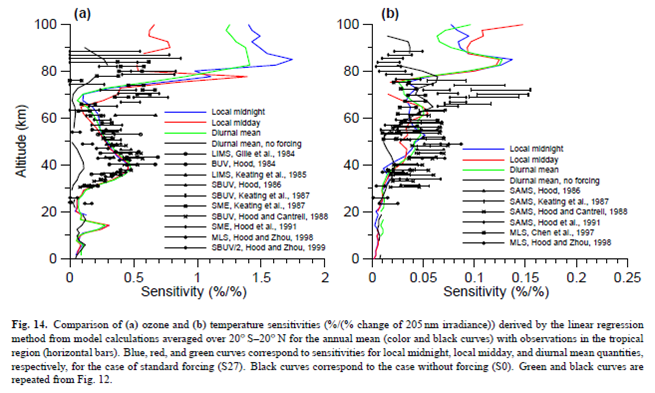 (a)
(b)
100
80
60
40
20
0
Altitude (km)
Local midnight
Local midday
Diurnal mean
Diurnal mean, no forcing
LIMS, Gille et al., 1984
BUV, Hood, 1984
LIMS, Keating et al., 1985
SBUV, Hood, 1986
SBUV, Keating et al., 1987
SME, Keating et al., 1987
SBUV, Hood and Cantrell, 1988
SME, Hood et al., 1991
MLS, Hood and Zhou, 1998
SBUV/2, Hood and Zhou, 1999
0 0.5 1 1.5 2
Sensitivity (%/%)
100
80
60
40
20
0
Local midnight
Local midday
Diurnal mean
Diurnal mean, no forcing
SAMS, Hood, 1986
SAMS, Keating et al., 1987
SAMS, Hood and Cantrell, 1988
SAMS, Hood et al., 1991
MLS, Chen et al., 1997
MLS, Hood and Zhou, 1998
0 0.05 0.1 0.15 0.2 0.25
Sensitivity (%/%)
Fig. 14. Comparison of (a) ozone and (b) temperature sensitivities (%/(% change of 205 nm irradiance)) derived by the linear regression
method from model calculations averaged over 20° S–20° N for the annual mean (color and black curves) with observations in the tropical
region (horizontal bars). Blue, red, and green curves correspond to sensitivities for local midnight, local midday, and diurnal mean quantities,
respectively, for the case of standard forcing (S27). Black curves correspond to the case without forcing (S0). Green and black curves are
repeated from Fig. 12.